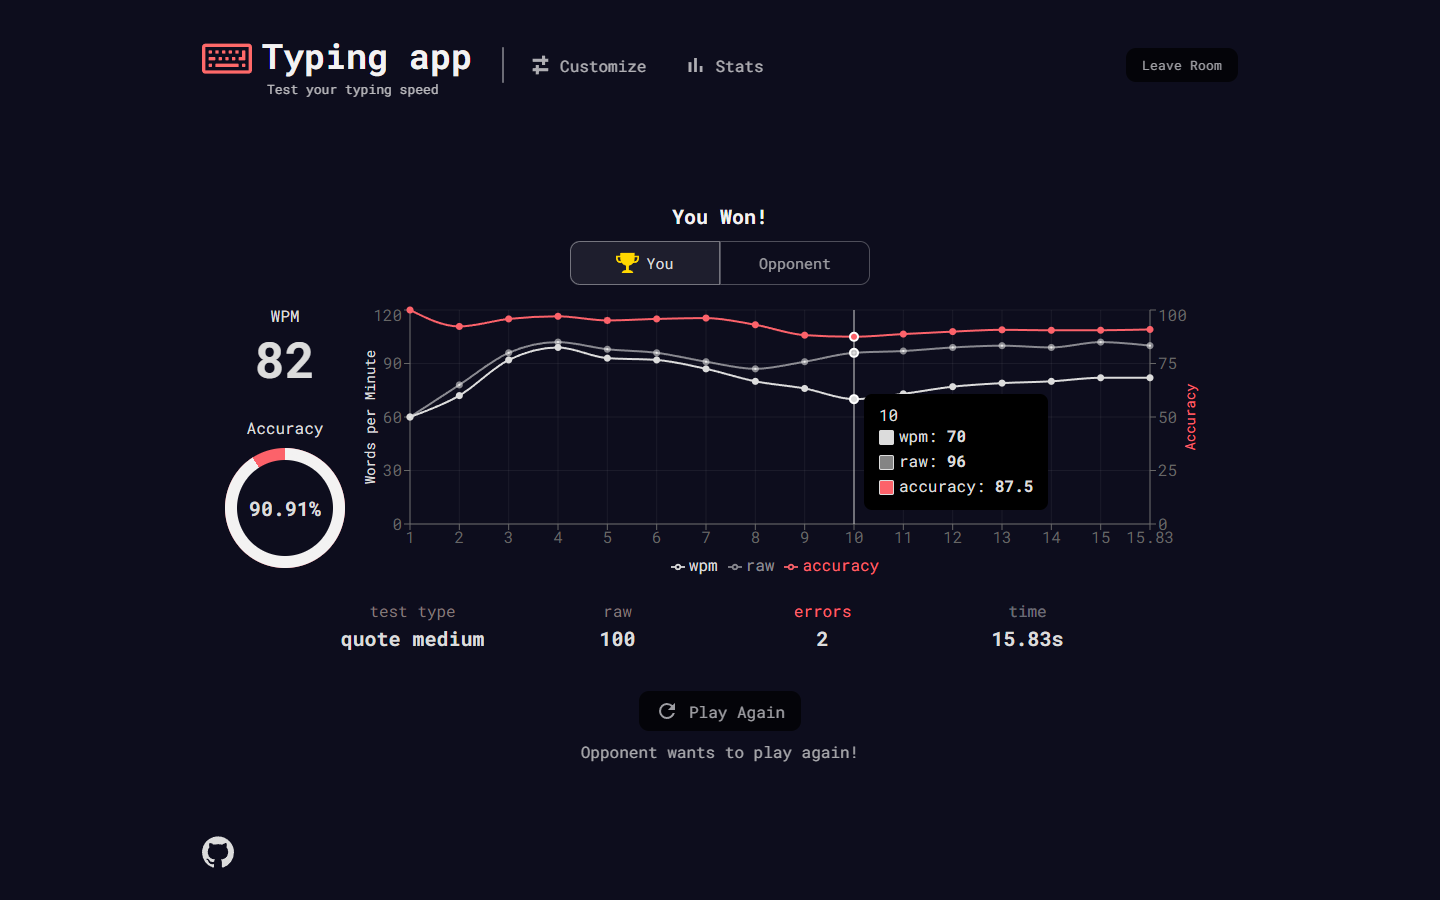 Typing app
Test your typing speed
Customize
Stats
Leave Room
You Won!
You
Opponent
WPM
82
Accuracy
90.91%
Words per Minute
120
90
60
30
0
100
75
50
25
0
Accuracy
1 2 3 4 5 6 7 8 9 10 11 12 13 14 15 15.83
10
wpm: 70
raw: 96
accuracy: 87.5
wpm raw accuracy
test type raw errors time
quote medium 100 2 15.83s
Play Again
Opponent wants to play again!